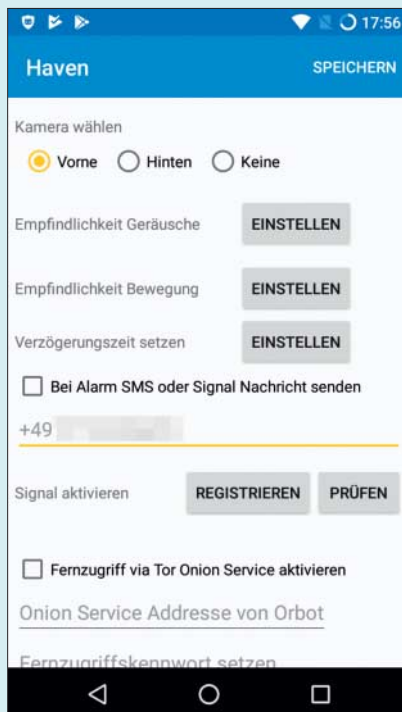 17:56
Haven SPEICHERN
Kamera wählen
Vorne Hinten Keine
Empfindlichkeit Geräusche EINSTELLEN
Empfindlichkeit Bewegung EINSTELLEN
Verzögerungszeit setzen EINSTELLEN
Bei Alarm SMS oder Signal Nachricht senden
+49
Signal aktivieren REGISTRIEREN PRÜFEN
Fernzugriff via Tor Onion Service aktivieren
Onion Service Addresse von Orbot
Fernzugriffskennwort setzen